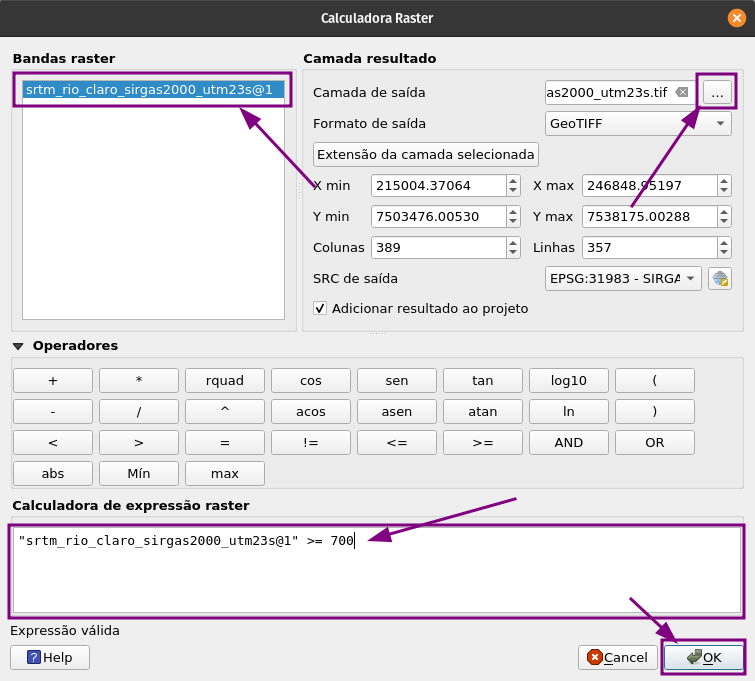 Calculadora Raster
Bandas raster
srtm_rio_claro_sirgas2000_utm23s@1
Camada resultado
Camada de saída as2000_utm23s.tif ...
Formato de saída GeoTIFF
Extensão da camada selecionada
X min 215004.37064 X max 246848.95197
Y min 7503476.00530 Y max 7538175.00288
Colunas 389 Linhas 357
SRC de saída EPSG:31983 - SIRGA
Adicionar resultado ao projeto
Operadores
+ * rquad cos sen tan log10 (
- / ^ acos asen atan ln )
< > = != <= >= AND OR
abs Mín max
Calculadora de expressão raster
"srtm_rio_claro_sirgas2000_utm23s@1" >= 700
Expressão válida
Help Cancel OK